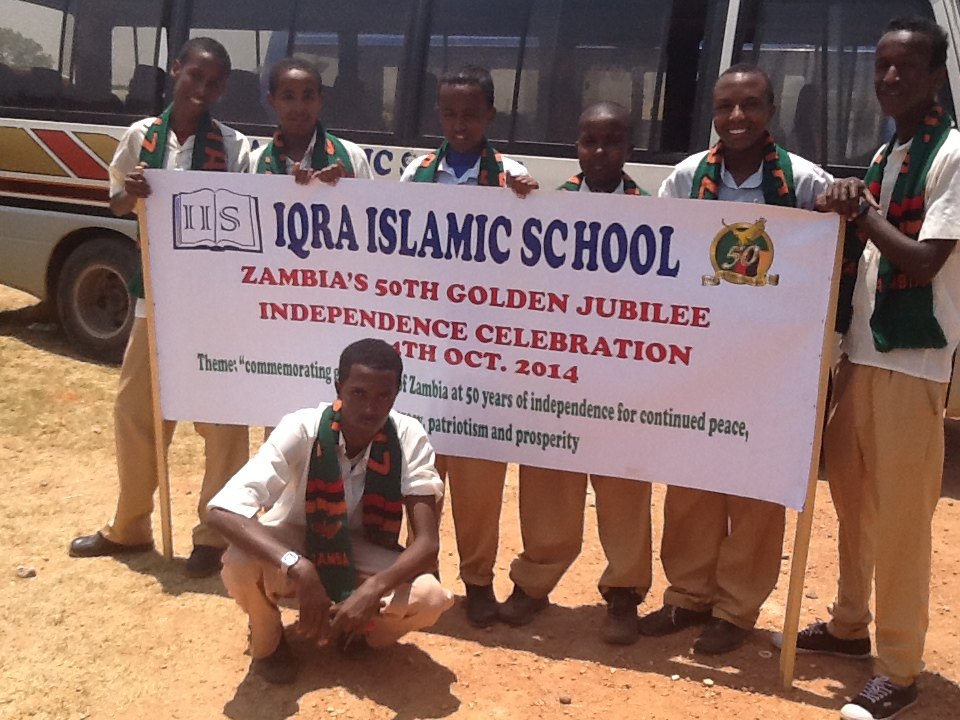 IIS IQRA ISLAMIC SCHOOL
50
ZAMBIA'S 50TH GOLDEN JUBILEE
INDEPENDENCE CELEBRATION
4TH OCT. 2014
Theme: "commemorating of Zambia at 50 years of independence for continued peace,
patriotism and prosperity